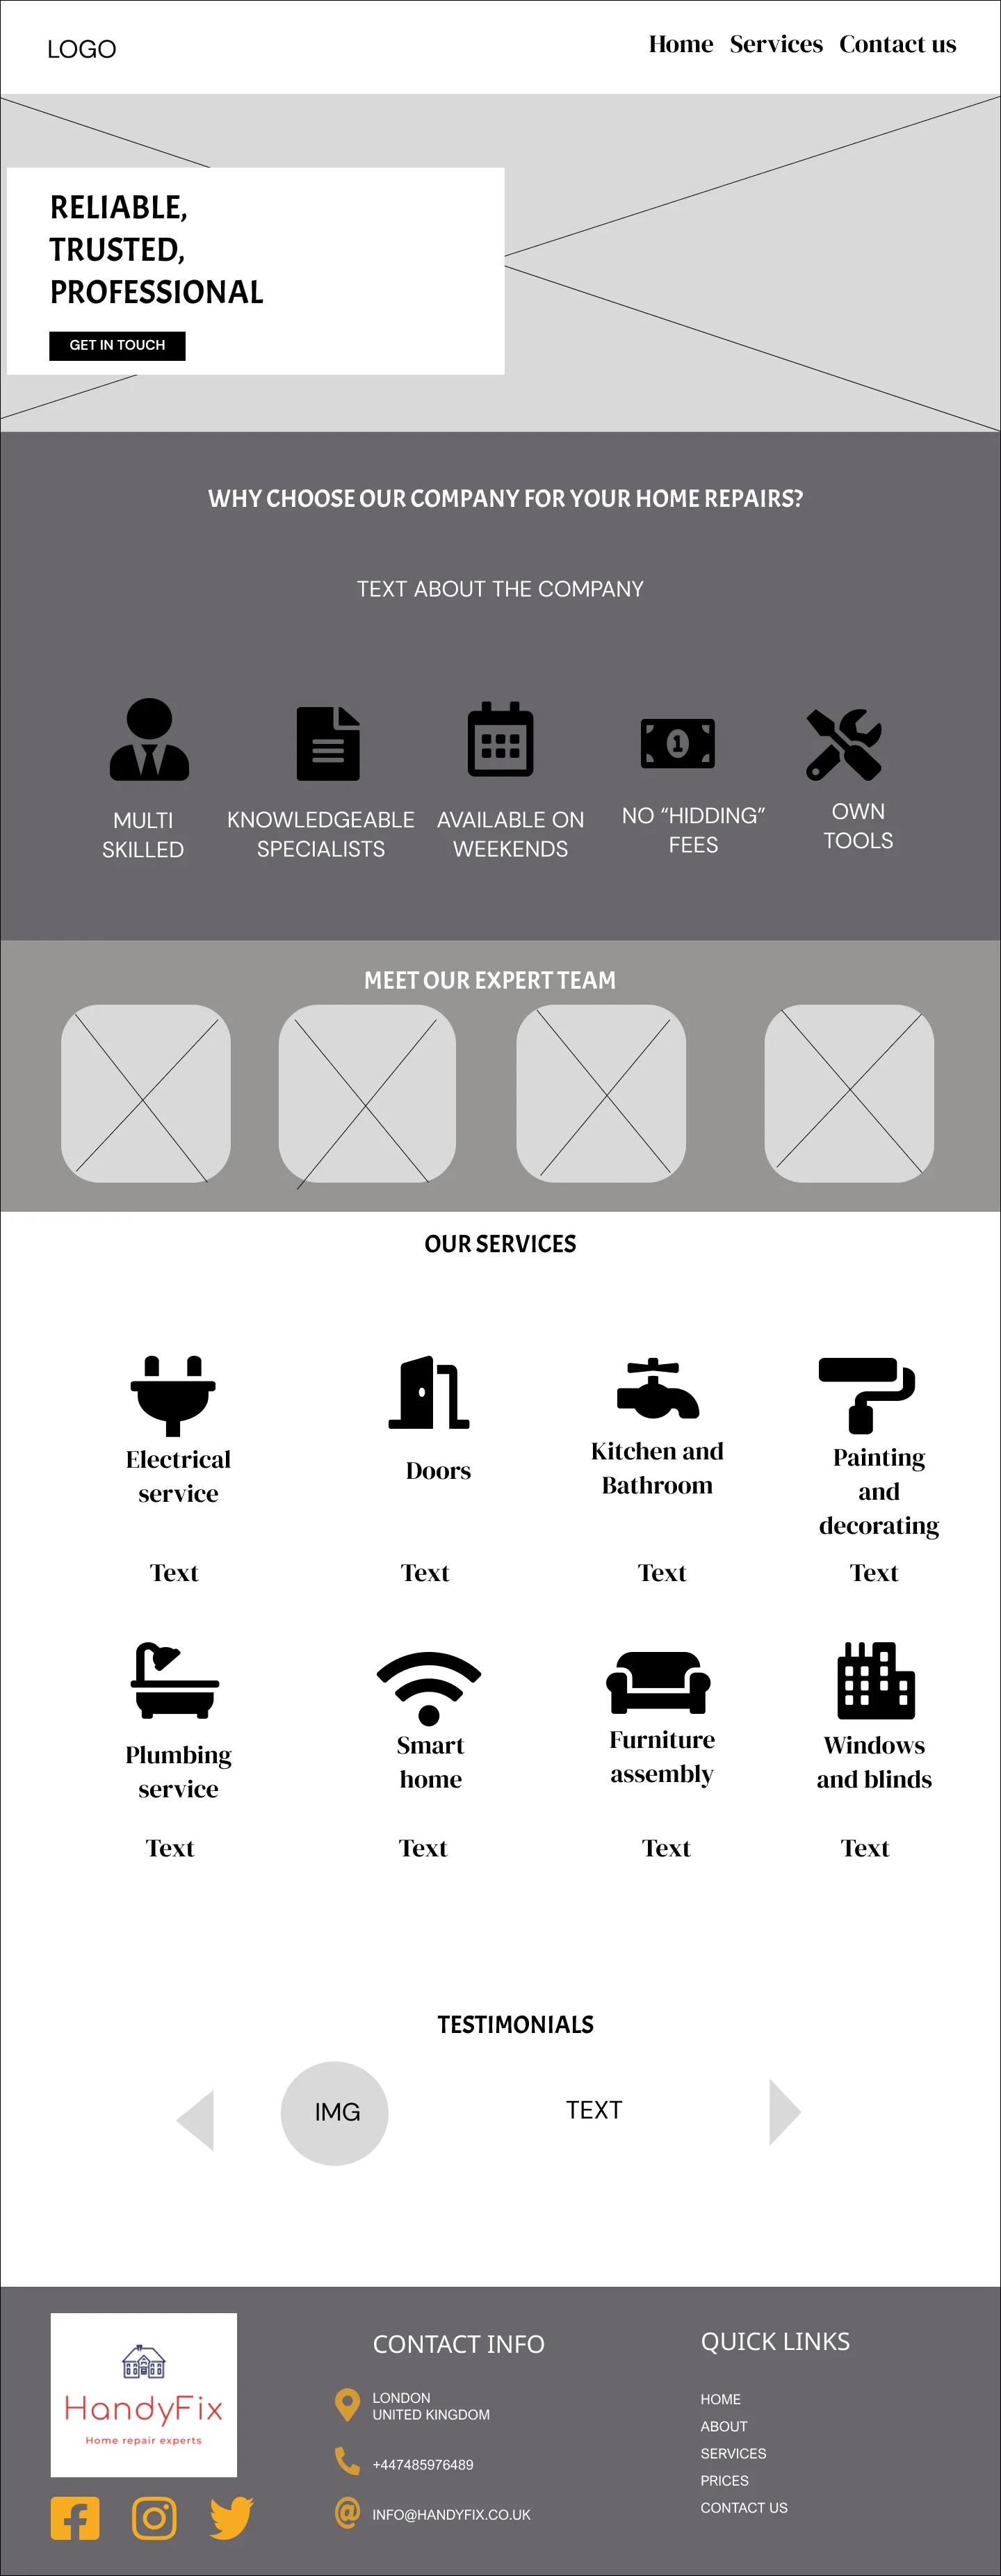 LOGO
Home Services Contact us
RELIABLE,
TRUSTED,
PROFESSIONAL
GET IN TOUCH
WHY CHOOSE OUR COMPANY FOR YOUR HOME REPAIRS?
TEXT ABOUT THE COMPANY
MULTI
SKILLED
KNOWLEDGEABLE
SPECIALISTS
AVAILABLE ON
WEEKENDS
NO “HIDDING”
FEES
OWN
TOOLS
MEET OUR EXPERT TEAM
OUR SERVICES
Electrical
service
Text
Doors
Text
Kitchen and
Bathroom
Text
Painting
and
decorating
Text
Plumbing
service
Text
Smart
home
Text
Furniture
assembly
Text
Windows
and blinds
Text
TESTIMONIALS
IMG
TEXT
HandyFix
Home repair experts
CONTACT INFO
LONDON
UNITED KINGDOM
+447485976489
INFO@HANDYFIX.CO.UK
QUICK LINKS
HOME
ABOUT
SERVICES
PRICES
CONTACT US